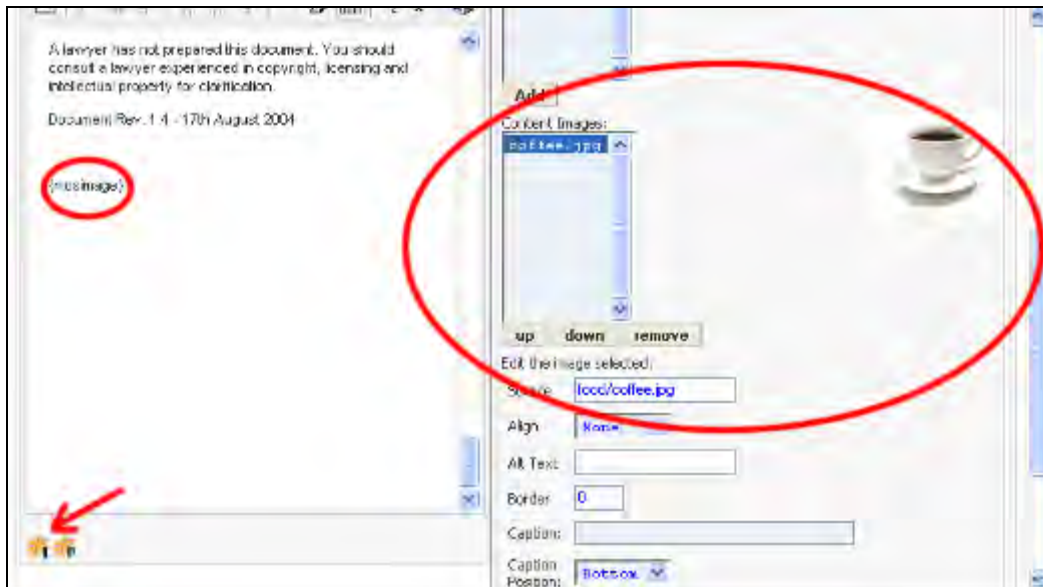 A lawyer has not prepared this document. You should
consult a lawyer experienced in copyright, licensing and
intellectual property for clarification.
Document Rev. 1.4 - 17th August 2004
{mosimage}
Add
Content Images:
coffee.jpg
up down remove
Edit the image selected:
Source
food/coffee.jpg
Align
None
Alt Text:
Border
0
Caption:
Caption
Position:
Bottom